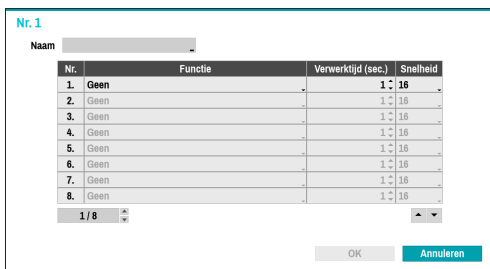 Nr. 1
Naam
Nr. Functie Verwerktijd (sec.) Snelheid
1. Geen 1 16
2. Geen 1 16
3. Geen 1 16
4. Geen 1 16
5. Geen 1 16
6. Geen 1 16
7. Geen 1 16
8. Geen 1 16
1 / 8
OK Annuleren